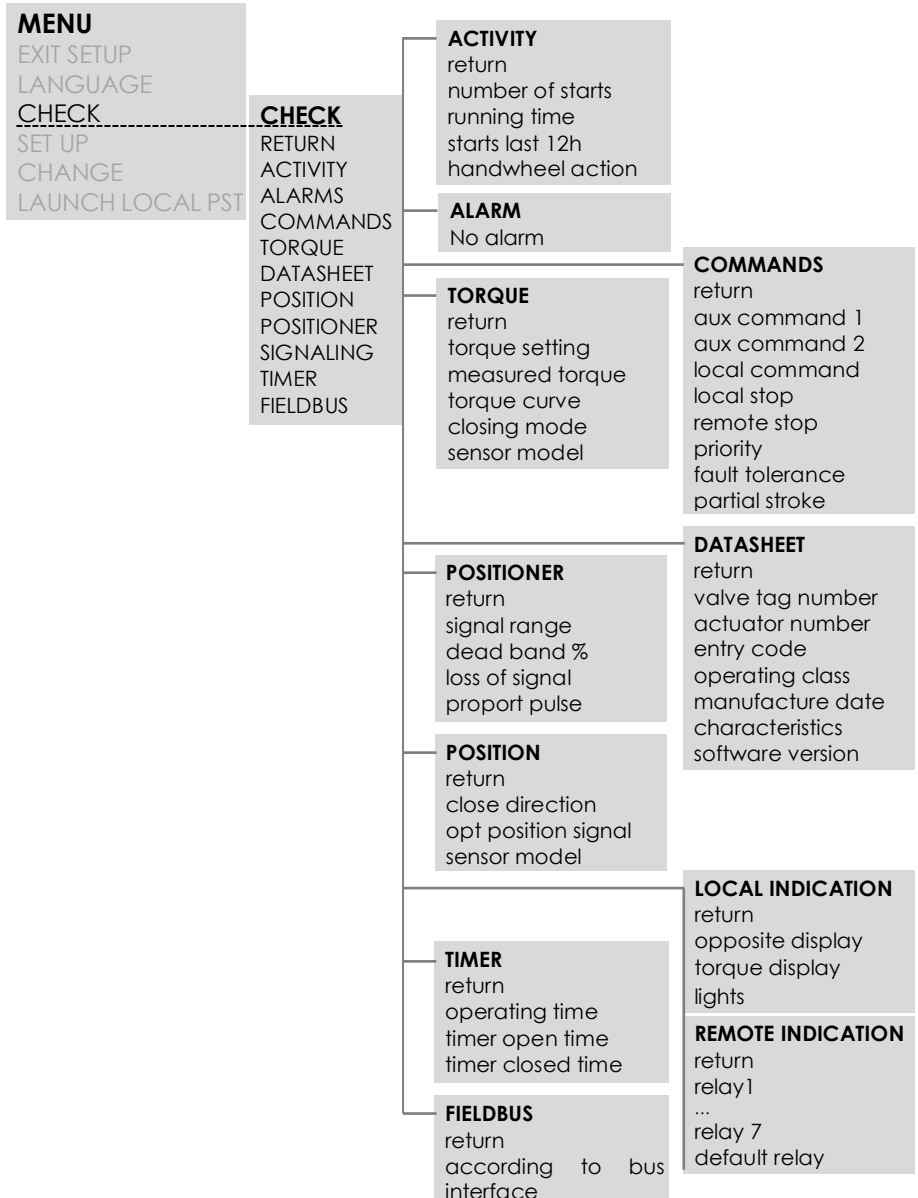 MENU
EXIT SETUP
LANGUAGE
CHECK
SET UP
CHANGE
LAUNCH LOCAL PST
CHECK
RETURN
ACTIVITY
ALARMS
COMMANDS
TORQUE
DATASHEET
POSITION
POSITIONER
SIGNALING
TIMER
FIELDBUS
ACTIVITY
return
number of starts
running time
starts last 12h
handwheel action
ALARM
No alarm
COMMANDS
return
aux command 1
aux command 2
local command
local stop
remote stop
priority
fault tolerance
partial stroke
TORQUE
return
torque setting
measured torque
torque curve
closing mode
sensor model
DATASHEET
return
valve tag number
actuator number
entry code
operating class
manufacture date
characteristics
software version
POSITIONER
return
signal range
dead band %
loss of signal
proport pulse
POSITION
return
close direction
opt position signal
sensor model
LOCAL INDICATION
return
opposite display
torque display
lights
REMOTE INDICATION
return
relay1
...
relay 7
default relay
TIMER
return
operating time
timer open time
timer closed time
FIELDBUS
return
according to bus
interface